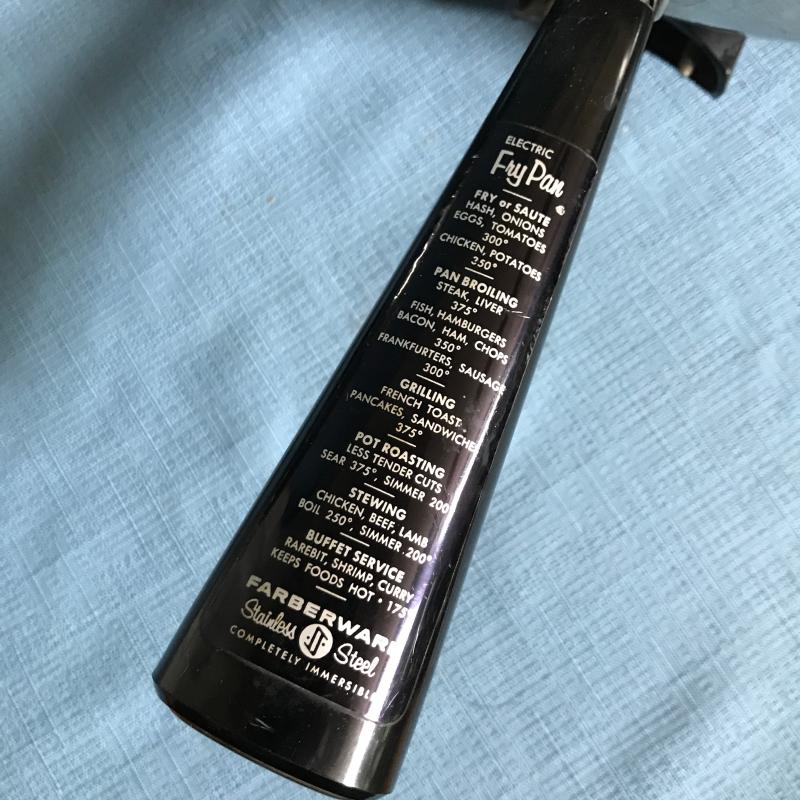 ELECTRIC
Fry Pan
FRY or SAUTE
HASH, ONIONS
EGGS, TOMATOES
300°
CHICKEN, POTATOES
350°
PAN BROILING
STEAK, LIVER
375°
FISH, HAMBURGERS
BACON, HAM, CHOPS
350°
FRANKFURTERS, SAUSAGE
300°
GRILLING
FRENCH TOAST
PANCAKES, SANDWICHE
375°
POT ROASTING
LESS TENDER CUTS
SEAR 375°, SIMMER 200
STEWING
CHICKEN, BEEF, LAMB
BOIL 250°, SIMMER 200°
BUFFET SERVICE
RAREBIT, SHRIMP, CURRY
KEEPS FOODS HOT • 175°
FARBERWARE
Stainless Steel
COMPLETELY IMMERSIBLE